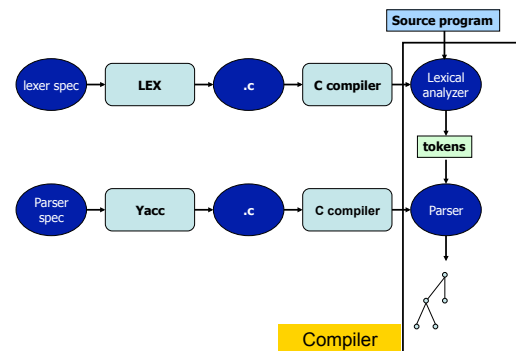 Source program
lexer spec
LEX
.c
C compiler
Lexical
analyzer
tokens
Parser
spec
Yacc
.c
C compiler
Parser
Compiler